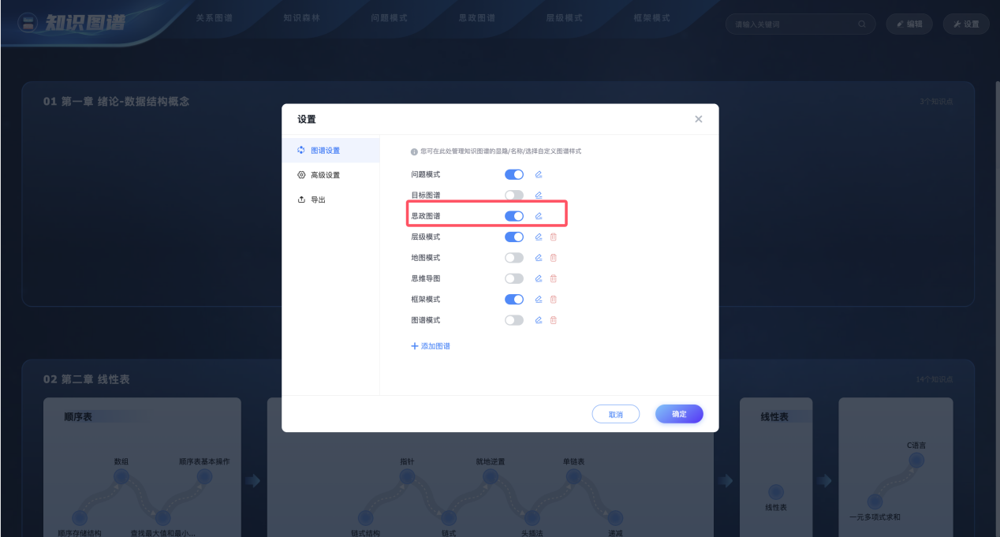 知识图谱
关系图谱
知识森林
问题模式
思政图谱
层级模式
框架模式
请输入关键词
编辑
设置
01 第一章 绪论-数据结构概念
3个知识点
设置
图谱设置
高级设置
导出
您可在此处管理知识图谱的显隐/名称/选择自定义图谱样式
问题模式
目标图谱
思政图谱
层级模式
地图模式
思维导图
框架模式
图谱模式
添加图谱
取消
确定
02 第二章 线性表
14个知识点
顺序表
数组
顺序表基本操作
顺序存储结构
查找最大值和最小...
指针
就地逆置
单链表
链式结构
链式
头插法
递减
线性表
线性表
C语言
一元多项式求和